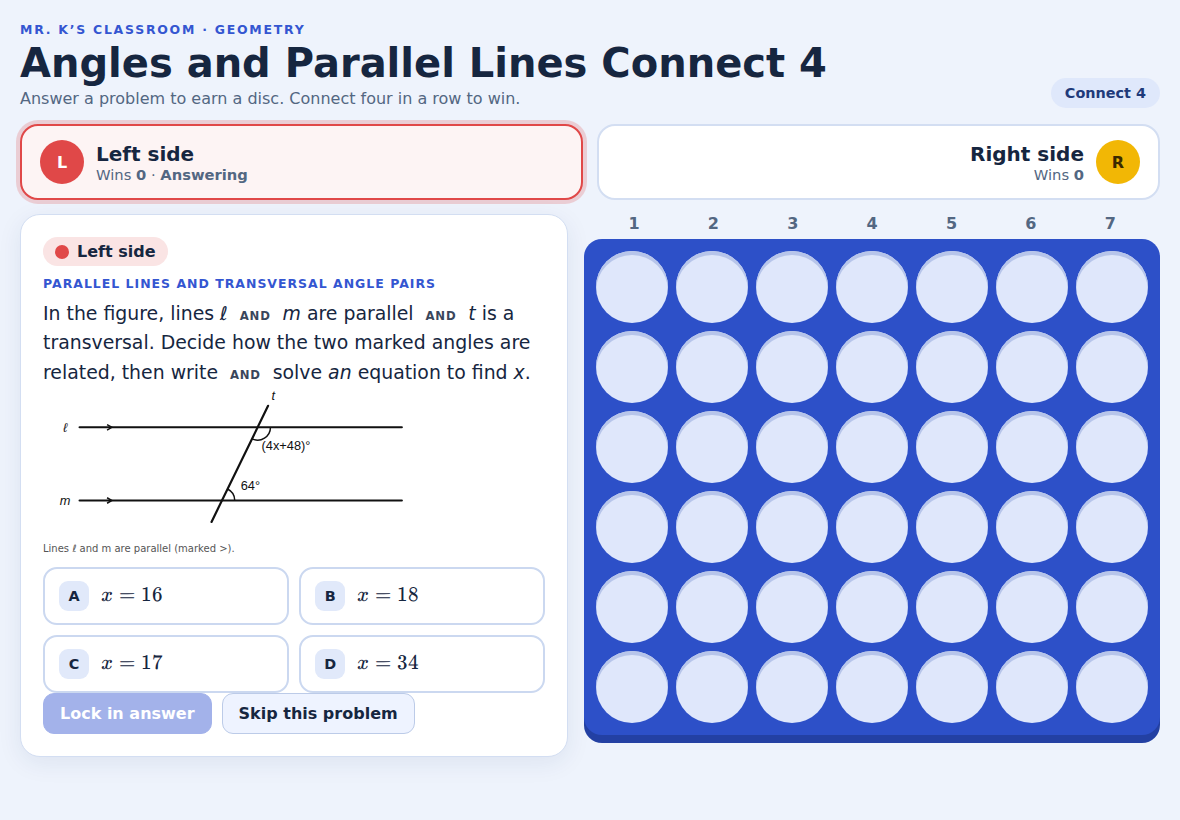 MR. K’S CLASSROOM · GEOMETRY
Angles and Parallel Lines Connect 4
Answer a problem to earn a disc. Connect four in a row to win.
Connect 4
L
Left side
Wins 0 · Answering
Right side
Wins 0
R
Left side
PARALLEL LINES AND TRANSVERSAL ANGLE PAIRS
In the figure, lines ℓ AND m are parallel AND t is a
transversal. Decide how the two marked angles are
related, then write AND solve an equation to find x.
t
ℓ
(4x+48)°
64°
m
Lines ℓ and m are parallel (marked >).
A x = 16
B x = 18
C x = 17
D x = 34
Lock in answer
Skip this problem
1 2 3 4 5 6 7